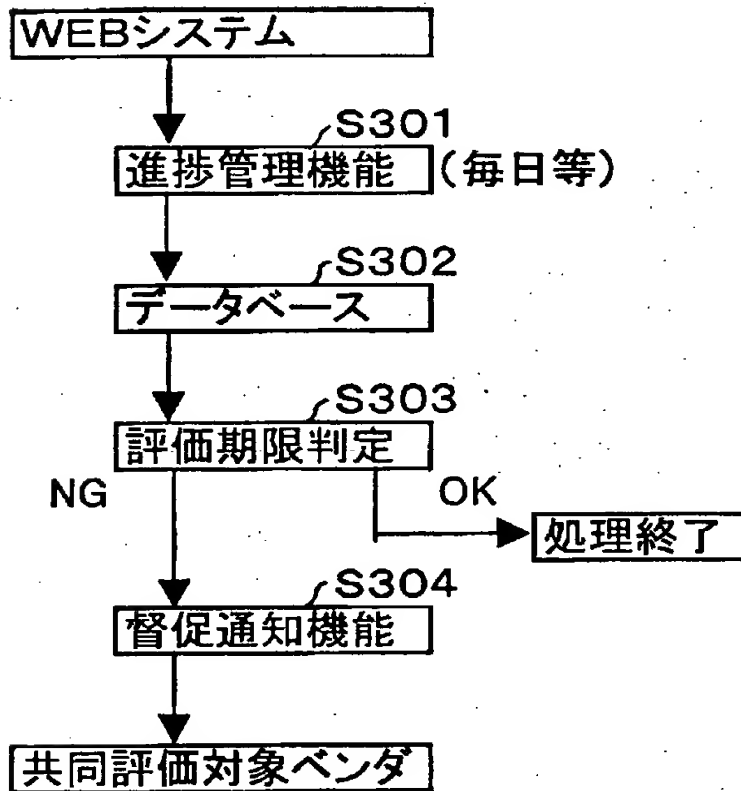 WEBシステム
S301
進捗管理機能 (毎日等)
S302
データベース
S303
評価期限判定
NG
OK
処理終了
S304
督促通知機能
共同評価対象ベンダ